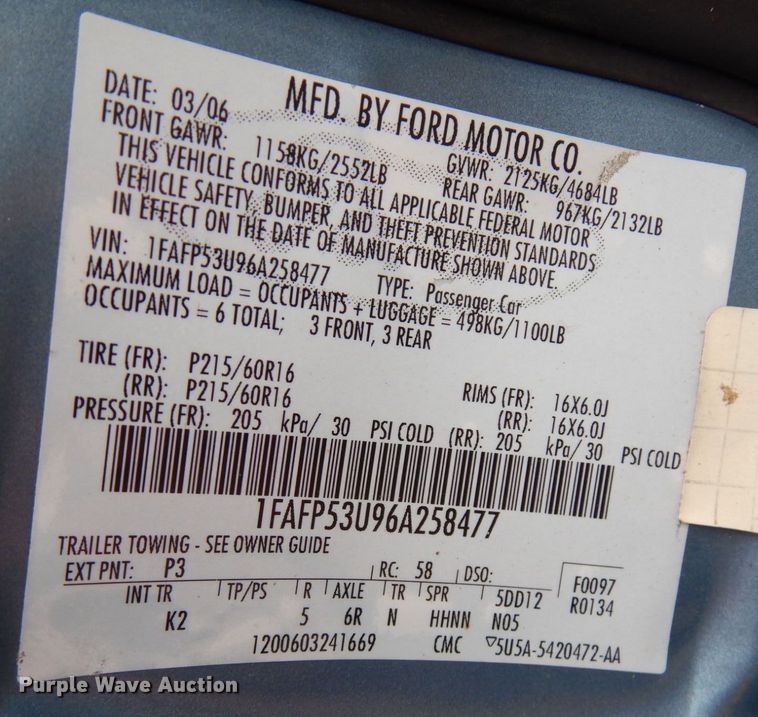 MFD. BY FORD MOTOR CO.
DATE: 03/06 GVWR: 2125KG/4684LB
FRONT GAWR: 1158KG/2552LB REAR GAWR: 967KG/2132LB
THIS VEHICLE CONFORMS TO ALL APPLICABLE FEDERAL MOTOR
VEHICLE SAFETY, BUMPER, AND THEFT PREVENTION STANDARDS
IN EFFECT ON THE DATE OF MANUFACTURE SHOWN ABOVE.
VIN: 1FAFP53U96A258477 TYPE: Passenger Car
MAXIMUM LOAD = OCCUPANTS + LUGGAGE = 498KG/1100LB
OCCUPANTS = 6 TOTAL; 3 FRONT, 3 REAR
TIRE (FR): P215/60R16 RIMS (FR): 16X6.0J
(RR): P215/60R16 (RR): 16X6.0J
PRESSURE (FR): 205 kPa/ 30 PSI COLD (RR): 205 kPa/ 30 PSI COLD
1FAFP53U96A258477
TRAILER TOWING - SEE OWNER GUIDE
EXT PNT: P3 RC: 58 DSO: F0097
INT TR TP/PS R AXLE TR SPR 5DD12 R0134
K2 5 6R N HHNN N05
1200603241669 CMC 5U5A-5420472-AA
Purple Wave Auction